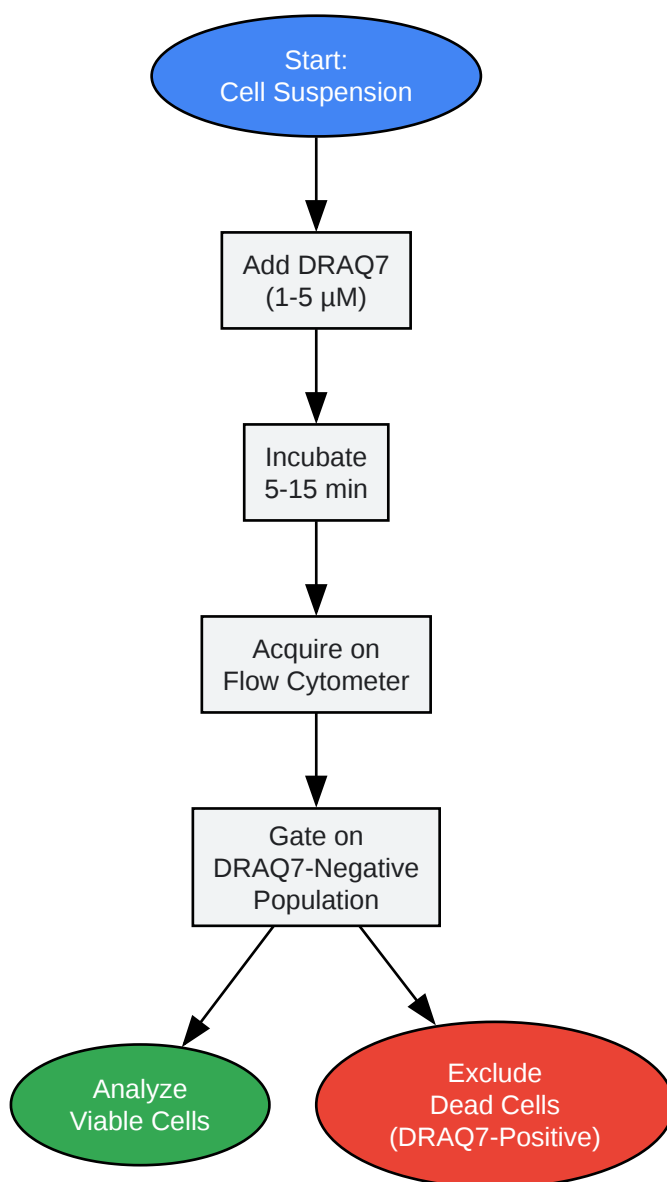 Start:
Cell Suspension
Add DRAQ7
(1-5 µM)
Incubate
5-15 min
Acquire on
Flow Cytometer
Gate on
DRAQ7-Negative
Population
Analyze
Viable Cells
Exclude
Dead Cells
(DRAQ7-Positive)